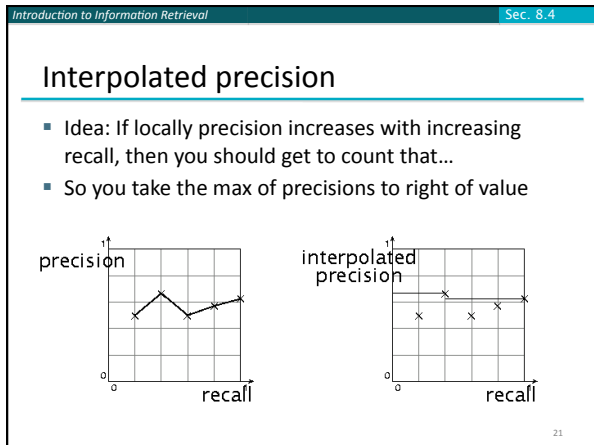 Introduction to Information Retrieval
Sec. 8.4
Interpolated precision
▪ Idea: If locally precision increases with increasing
recall, then you should get to count that…
▪ So you take the max of precisions to right of value
1
precision
0
0
1
recall
1
interpolated
precision
0
0
1
recall
21